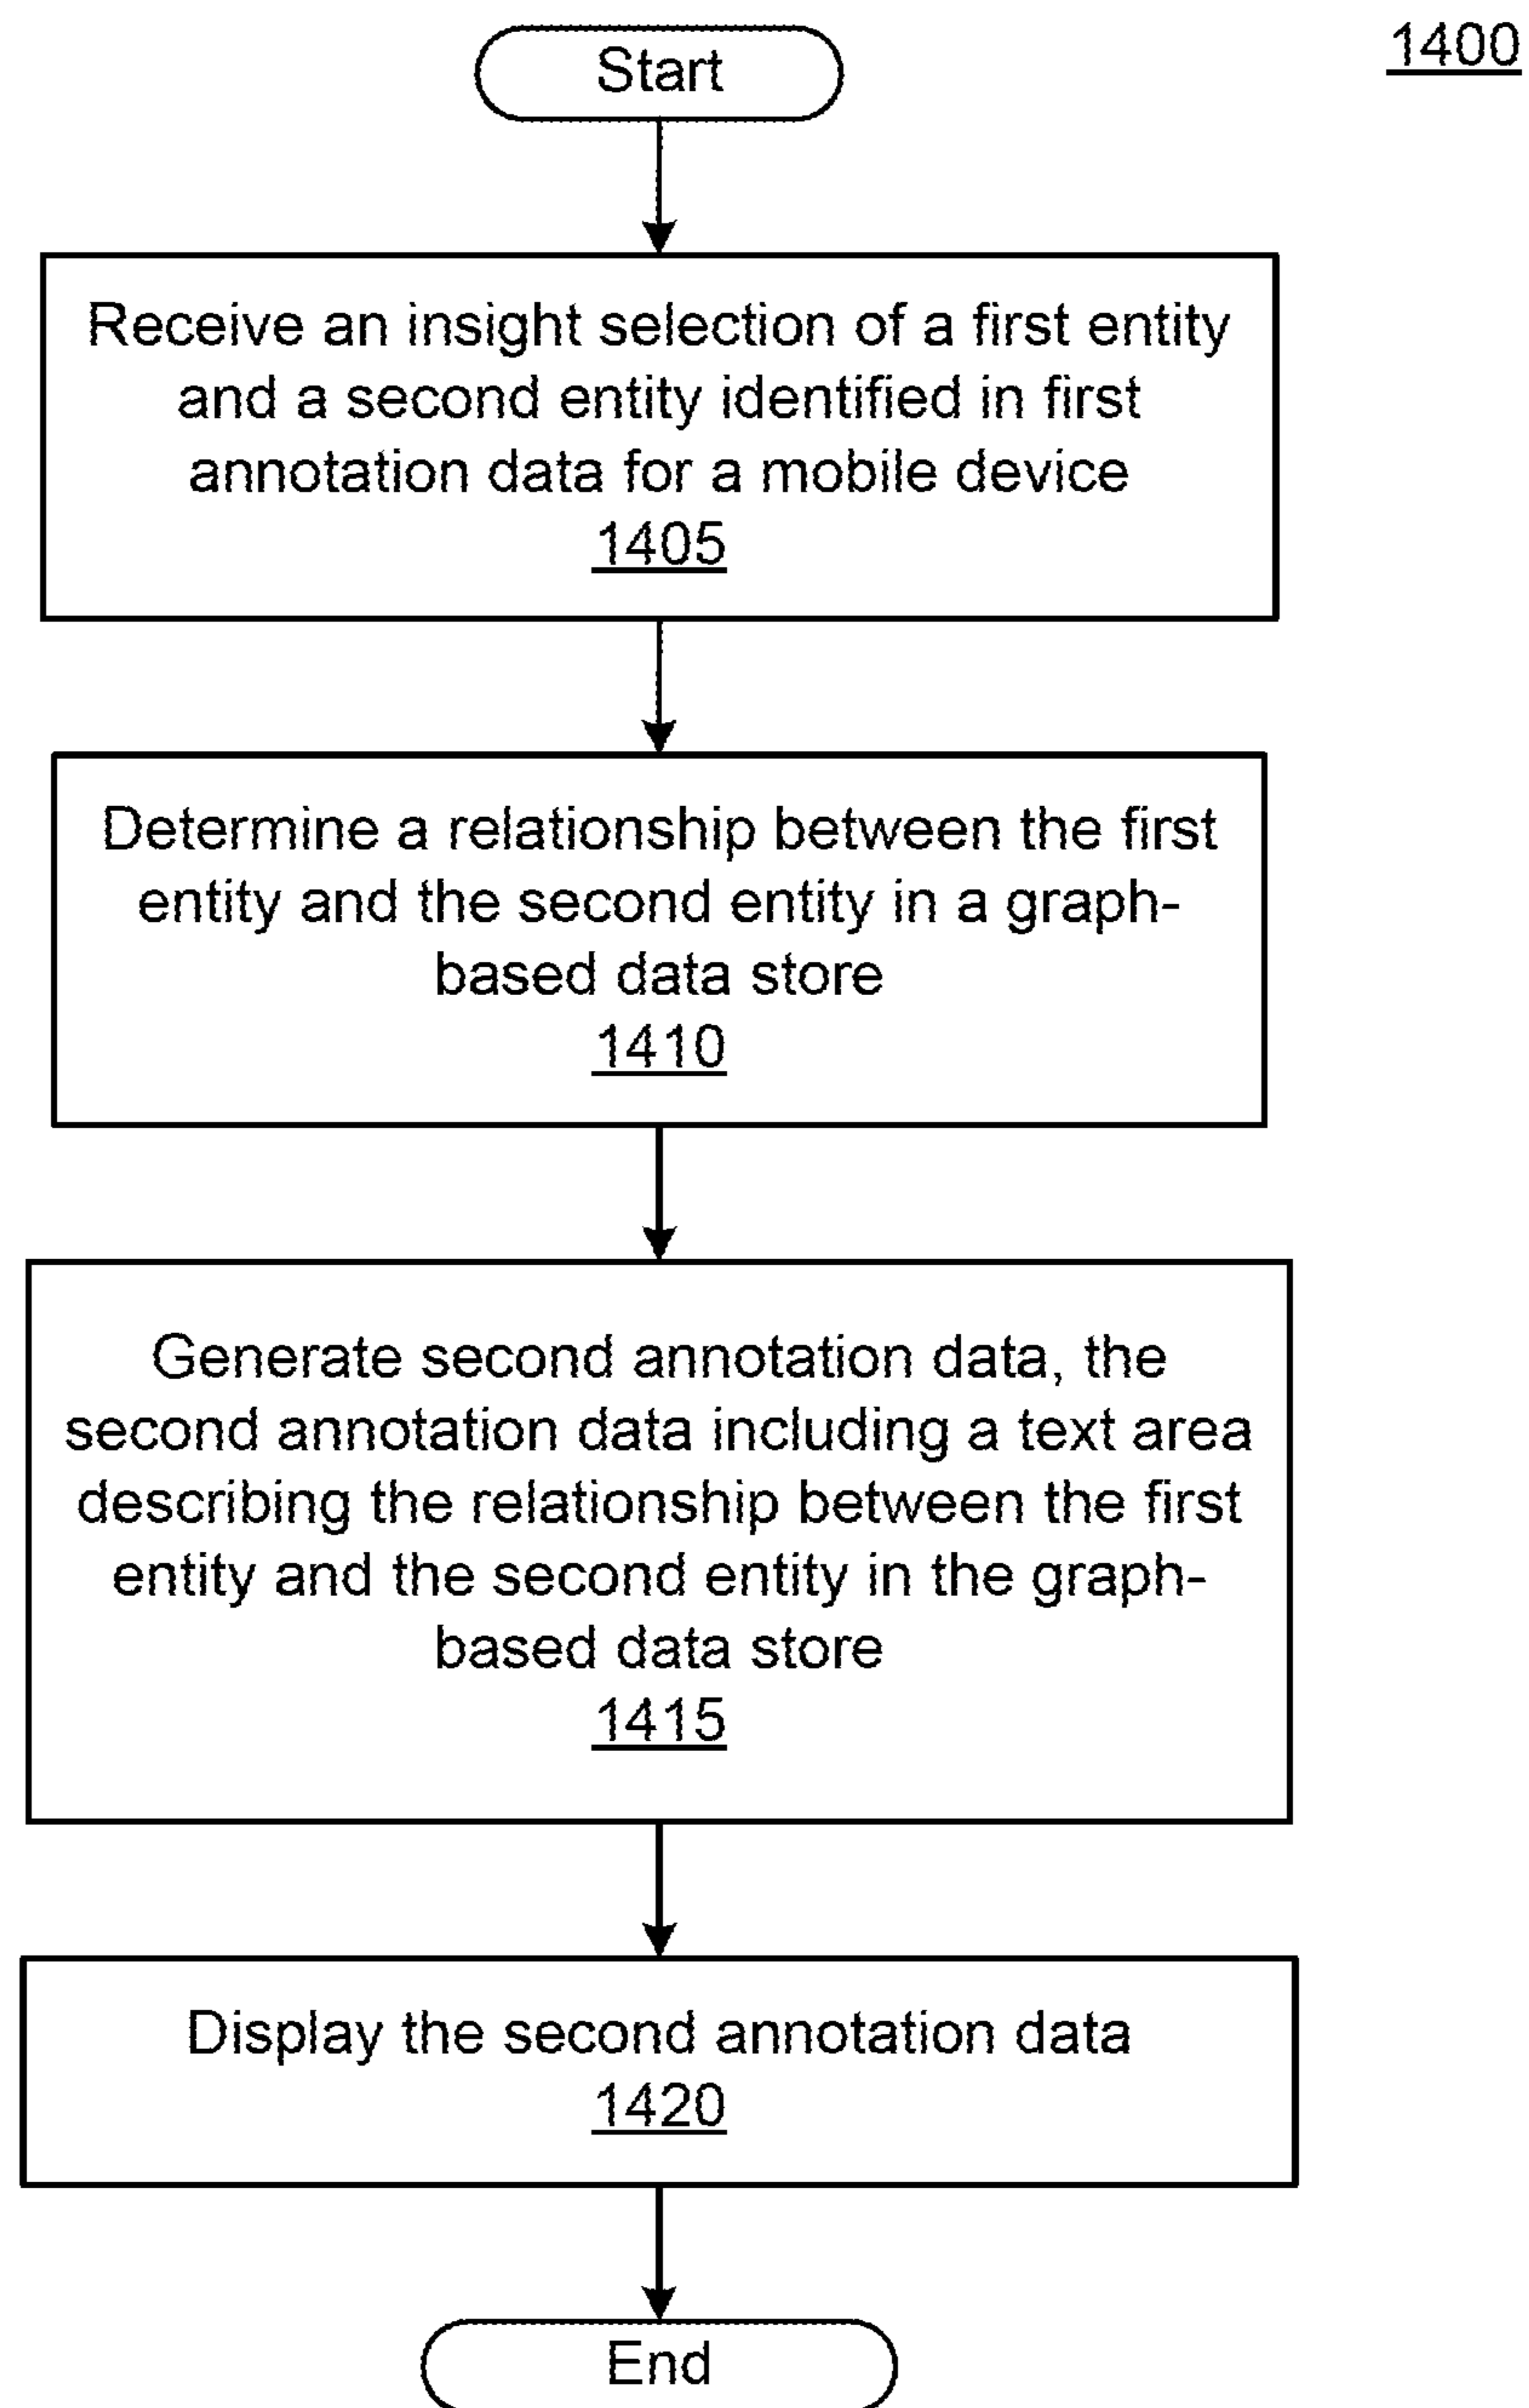 1400
Start
Receive an insight selection of a first entity
and a second entity identified in first
annotation data for a mobile device
1405
Determine a relationship between the first
entity and the second entity in a graph-
based data store
1410
Generate second annotation data, the
second annotation data including a text area
describing the relationship between the first
entity and the second entity in the graph-
based data store
1415
Display the second annotation data
1420
End